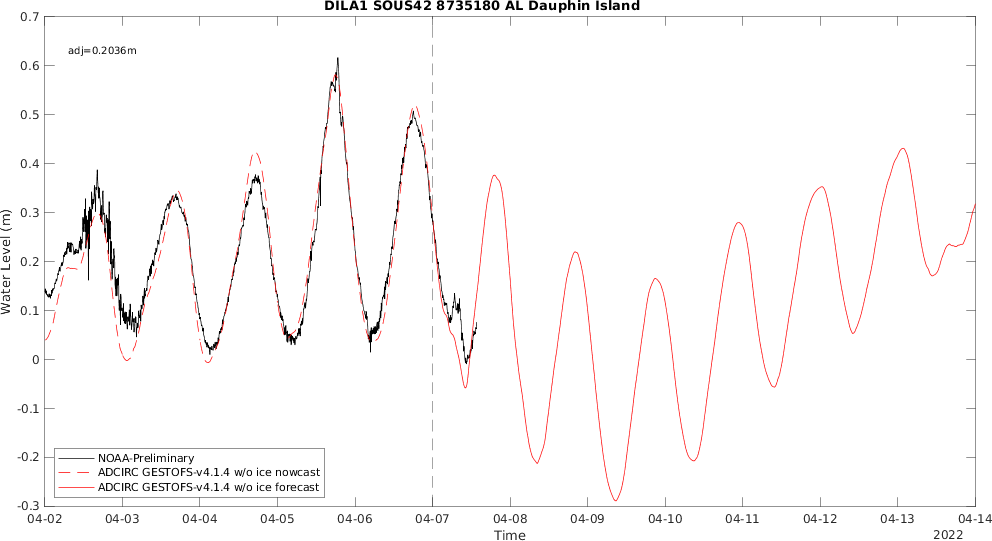 DILA1 SOUS42 8735180 AL Dauphin Island
adj=0.2036m
Water Level (m)
0.7
0.6
0.5
0.4
0.3
0.2
0.1
0
-0.1
-0.2
-0.3
NOAA-Preliminary
ADCIRC GESTOFS-v4.1.4 w/o ice nowcast
ADCIRC GESTOFS-v4.1.4 w/o ice forecast
04-02 04-03 04-04 04-05 04-06 04-07 04-08 04-09 04-10 04-11 04-12 04-13 04-14
Time
2022